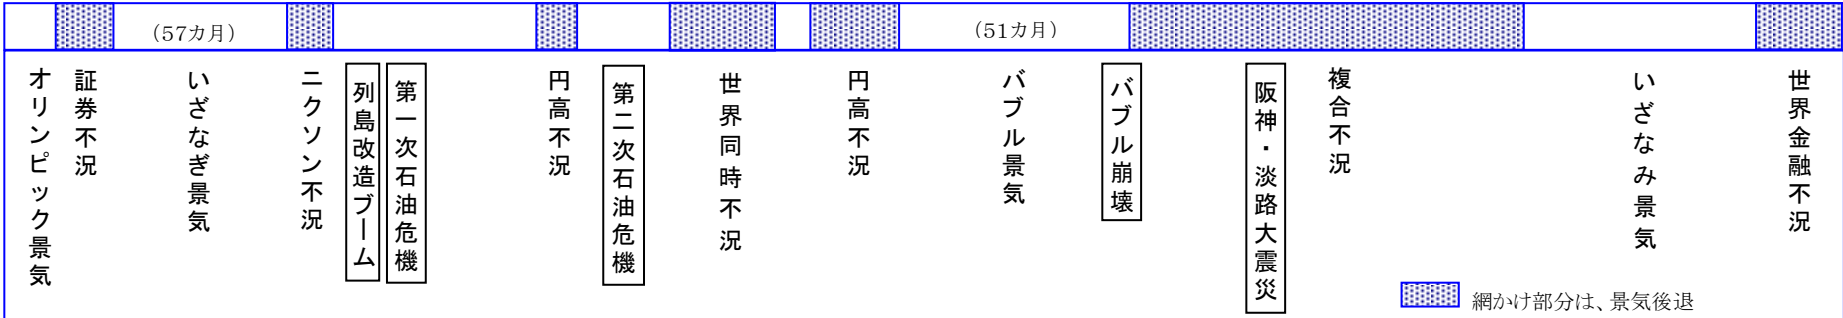 (57カ月)
(51カ月)
オリンピック景気
証券不況
いざなぎ景気
ニクソン不況
列島改造ブーム
第一次石油危機
円高不況
第二次石油危機
世界同時不況
円高不況
バブル景気
バブル崩壊
阪神・淡路大震災
複合不況
いざなみ景気
世界金融不況
網かけ部分は、景気後退